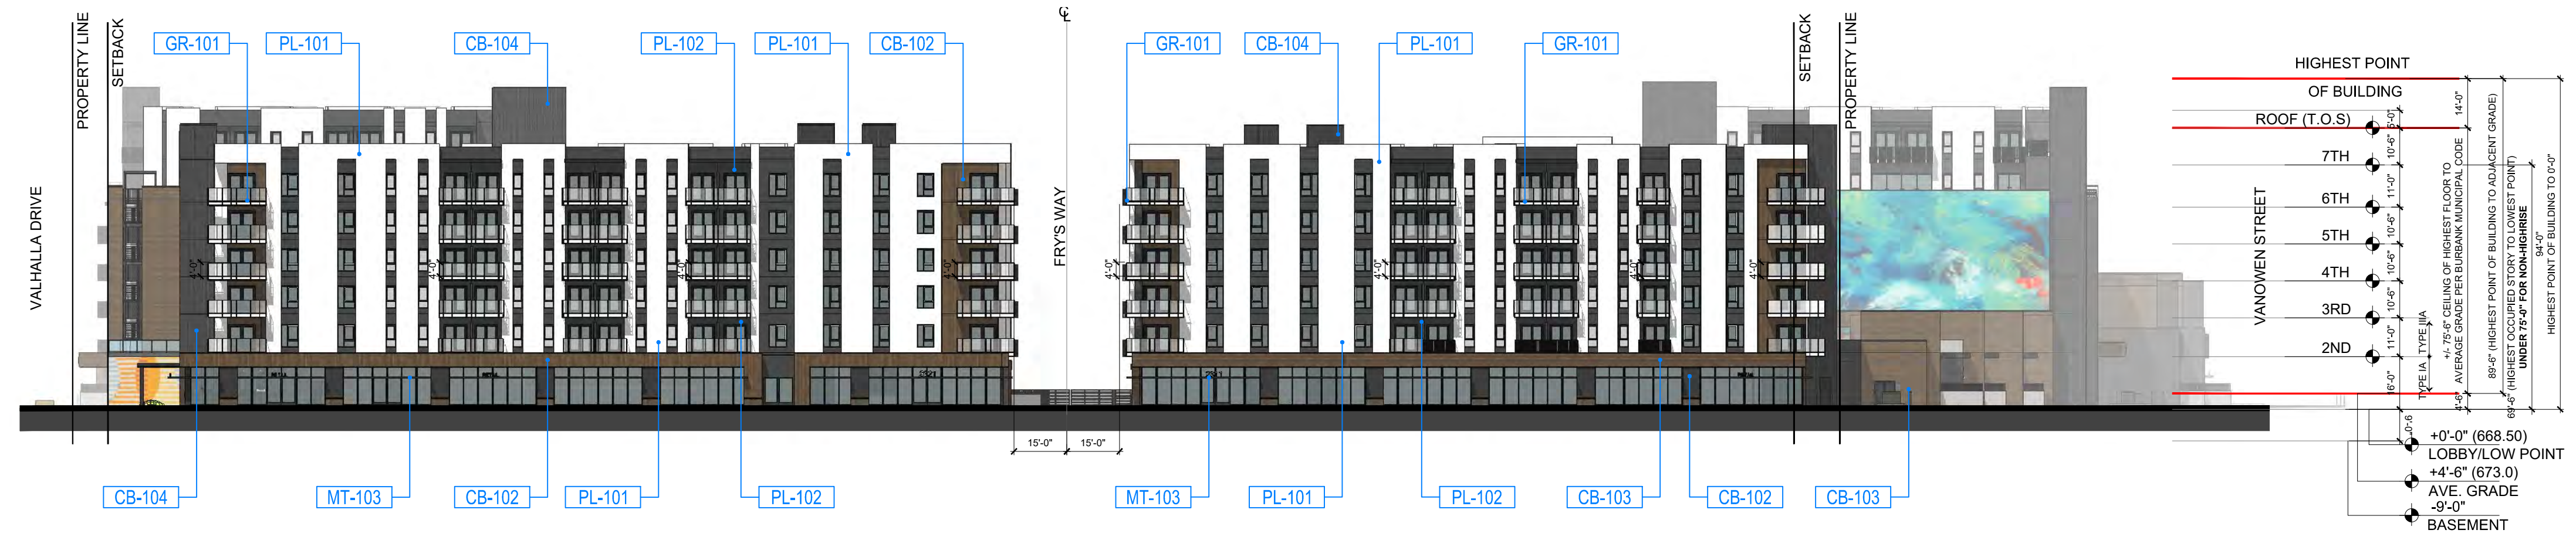 PROPERTY LINE
SETBACK
GR-101
PL-101
CB-104
PL-102
PL-101
CB-102
℄
GR-101
CB-104
PL-101
GR-101
SETBACK
PROPERTY LINE
HIGHEST POINT
OF BUILDING
ROOF (T.O.S)
7TH
6TH
5TH
4TH
3RD
2ND
5'-0"
10'-6"
11'-0"
10'-6"
10'-6"
10'-6"
11'-0"
16'-0"
TYPE IA
TYPE IIIA
14'-0"
4'-6"
+/- 75'-6" CEILING OF HIGHEST FLOOR TO
AVERAGE GRADE PER BURBANK MUNICIPAL CODE
89'-6" (HIGHEST POINT OF BUILDING TO ADJACENT GRADE)
69'-6" (HIGHEST OCCUPIED STORY TO LOWEST POINT)
UNDER 75'-0" FOR NON-HIGHRISE
94'-0"
HIGHEST POINT OF BUILDING TO 0'-0"
VALHALLA DRIVE
FRY'S WAY
VANOWEN STREET
4'-0"
4'-0"
4'-0"
4'-0"
4'-0"
4'-0"
4'-0"
4'-0"
15'-0"
15'-0"
CB-104
MT-103
CB-102
PL-101
PL-102
MT-103
PL-101
PL-102
CB-103
CB-102
CB-103
+0'-0" (668.50)
LOBBY/LOW POINT
+4'-6" (673.0)
AVE. GRADE
-9'-0"
BASEMENT